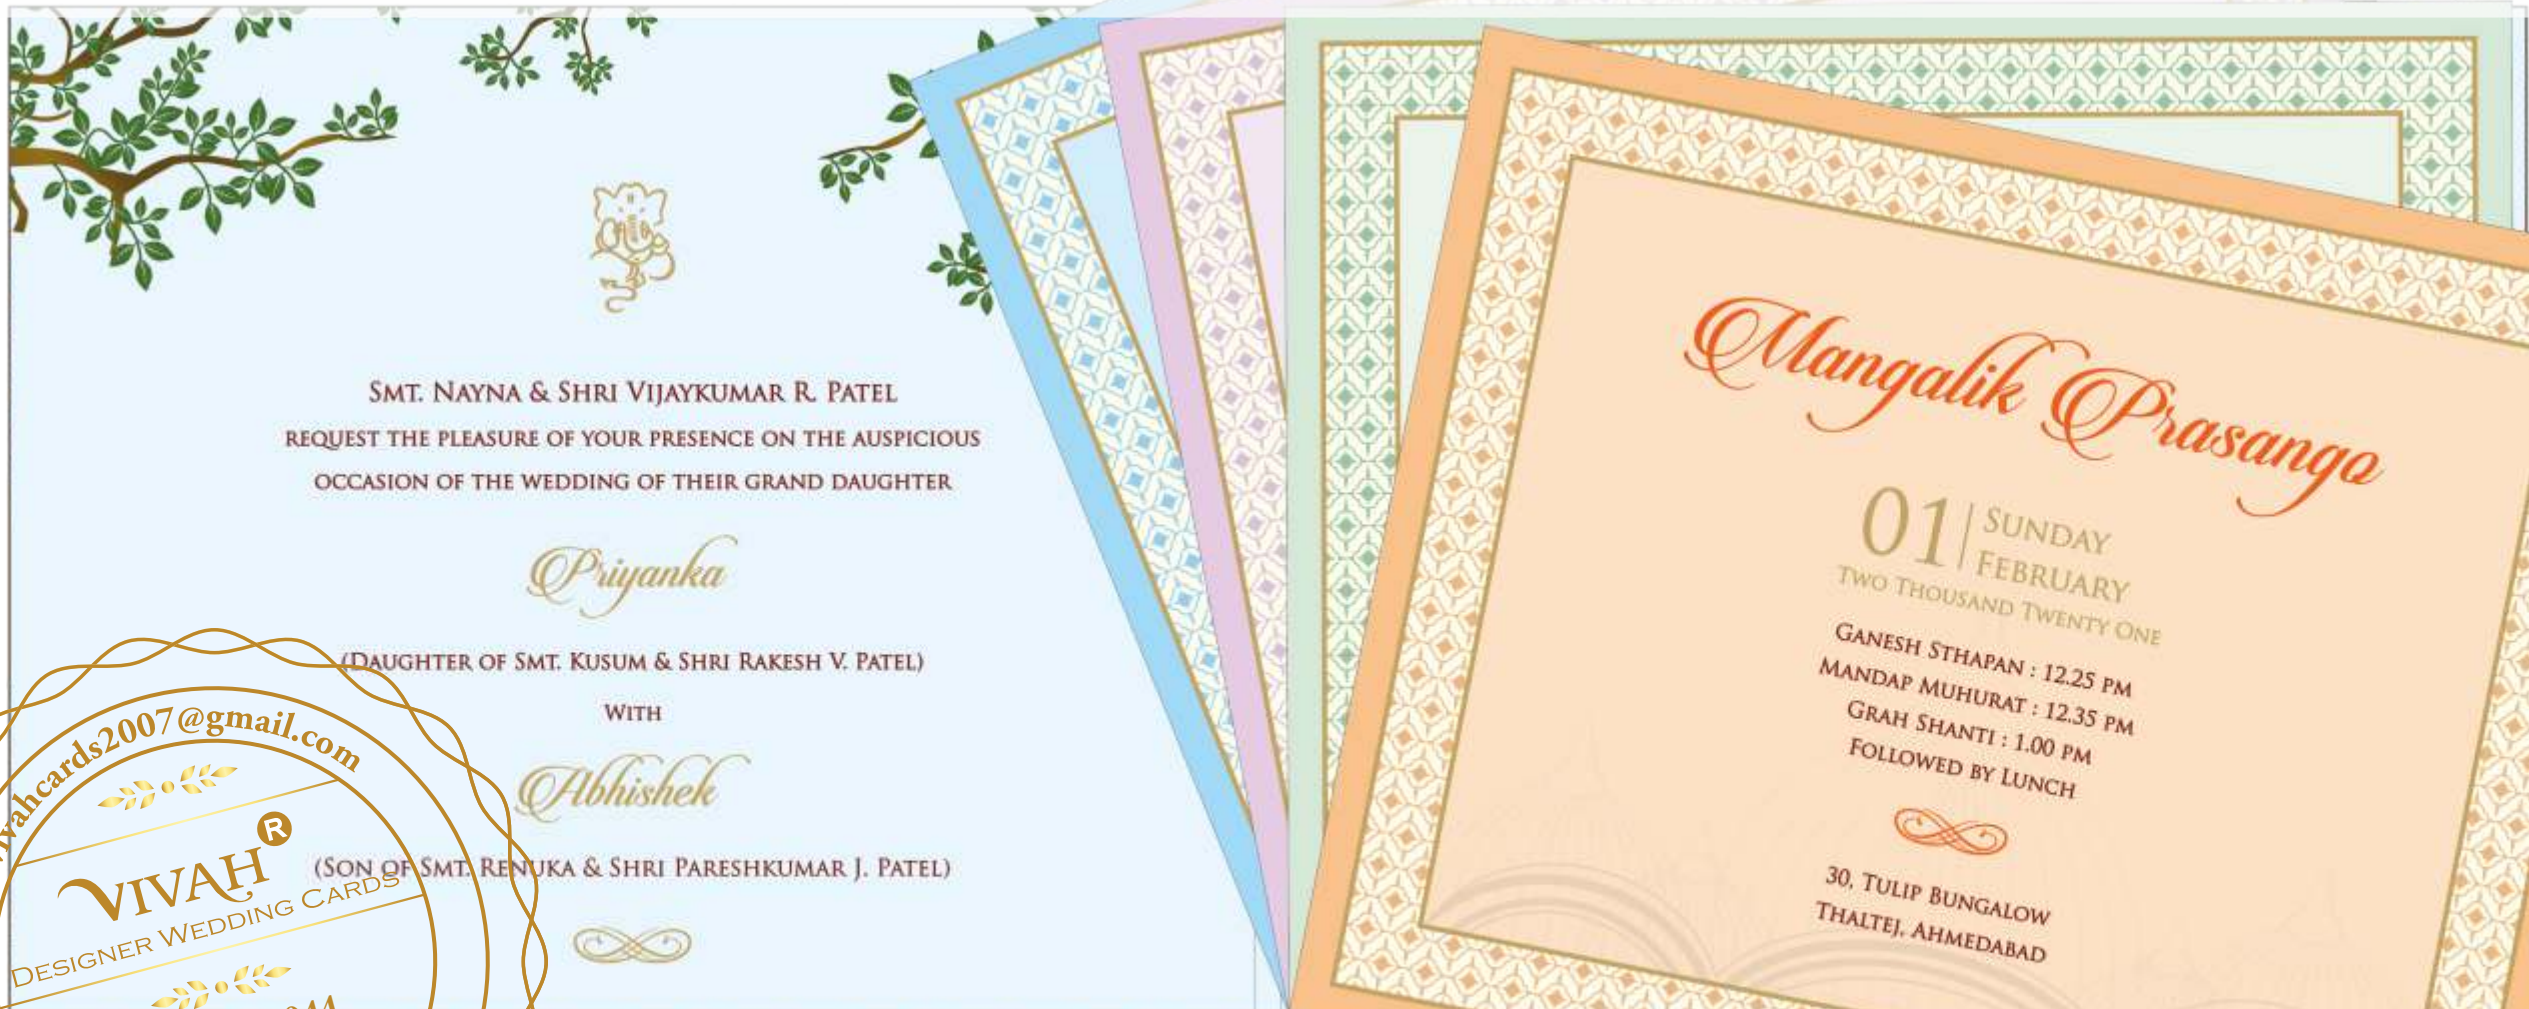 SMT. NAYNA & SHRI VIJAYKUMAR R. PATEL
REQUEST THE PLEASURE OF YOUR PRESENCE ON THE AUSPICIOUS
OCCASION OF THE WEDDING OF THEIR GRAND DAUGHTER
Priyanka
(DAUGHTER OF SMT. KUSUM & SHRI RAKESH V. PATEL)
WITH
Abhishek
(SON OF SMT. RENUKA & SHRI PARESHKUMAR J. PATEL)
vivahcards2007@gmail.com
VIVAH®
DESIGNER WEDDING CARDS
Mangalik Prasango
01 SUNDAY
FEBRUARY
TWO THOUSAND TWENTY ONE
GANESH STHAPAN : 12.25 PM
MANDAP MUHURAT : 12.35 PM
GRAH SHANTI : 1.00 PM
FOLLOWED BY LUNCH
30, TULIP BUNGALOW
THALTEJ, AHMEDABAD